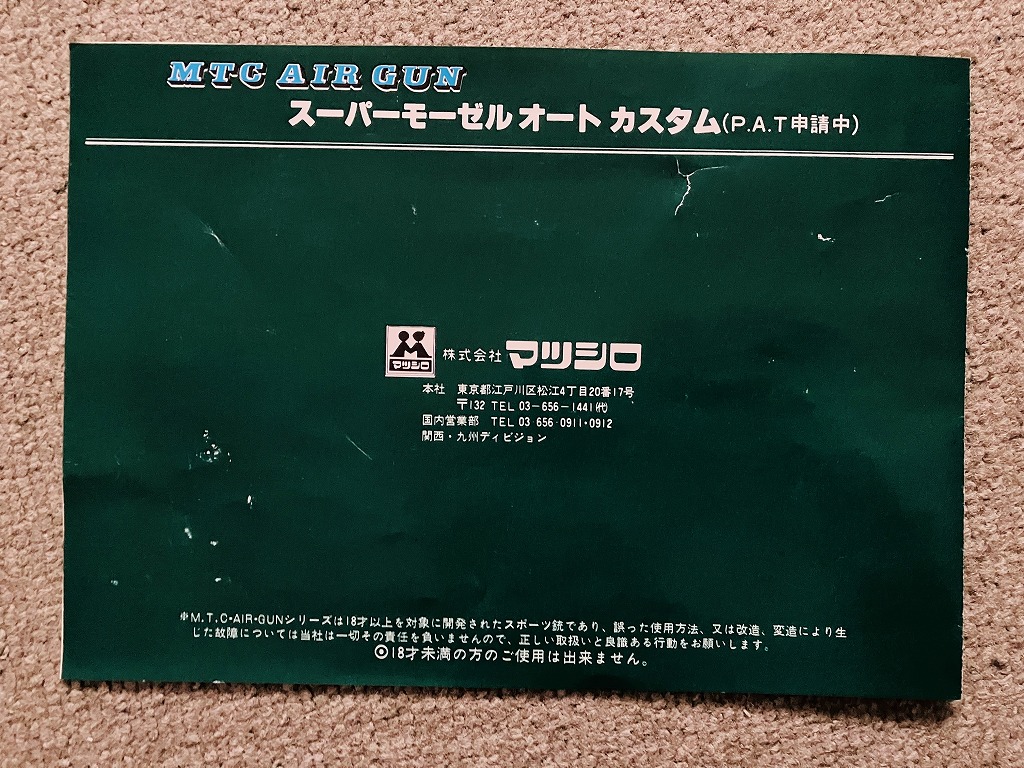 MTC AIR GUN
スーパーモーゼル オート カスタム(P.A.T申請中)
マツシロ
株式会社 マツシロ
本社 東京都江戸川区松江4丁目20番17号
〒132 TEL 03-656-1441㈹
国内営業部 TEL 03 656 0911・0912
関西・九州ディビジョン
※M.T.C・AIR・GUNシリーズは18才以上を対象に開発されたスポーツ銃であり、誤った使用方法、又は改造、変造により生
じた故障については当社は一切その責任を負いませんので、正しい取扱いと良識ある行動をお願いします。
◎18才未満の方のご使用は出来ません。